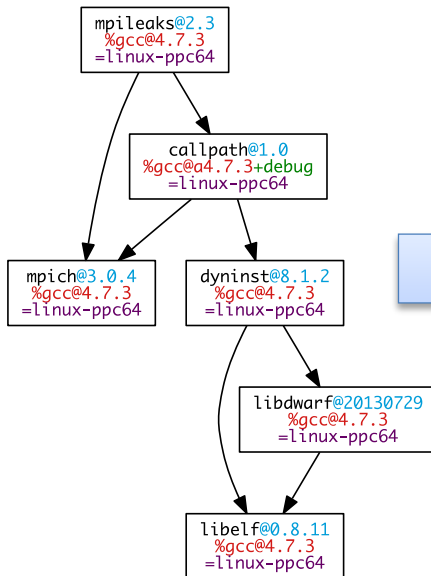 mpileaks@2.3
%gcc@4.7.3
=linux-ppc64
callpath@1.0
%gcc@a4.7.3+debug
=linux-ppc64
mpich@3.0.4
%gcc@4.7.3
=linux-ppc64
dyninst@8.1.2
%gcc@4.7.3
=linux-ppc64
libdwarf@20130729
%gcc@4.7.3
=linux-ppc64
libelf@0.8.11
%gcc@4.7.3
=linux-ppc64